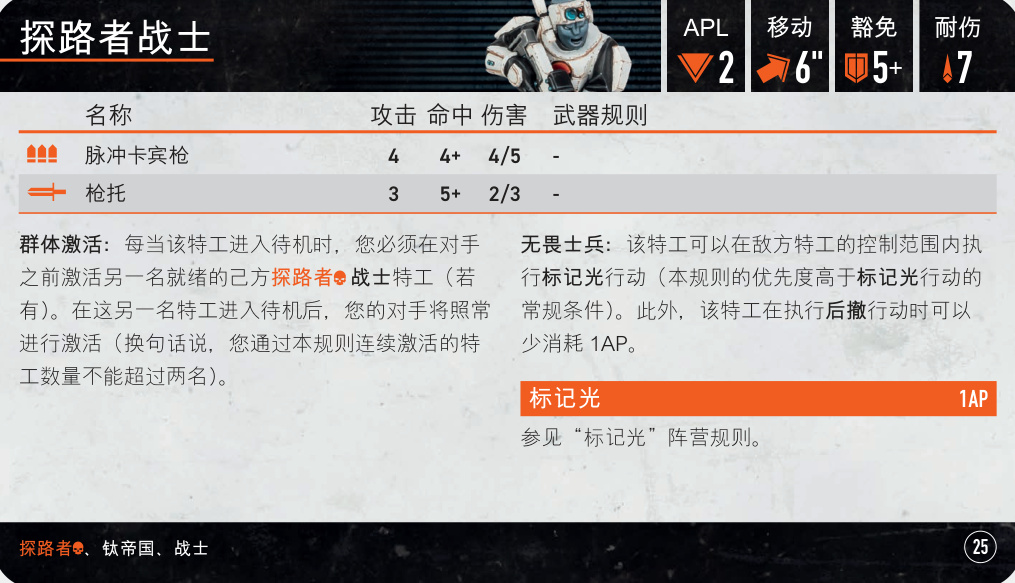 探路者战士
APL 移动 豁免 耐伤
2 6" 5+ 7
名称 攻击 命中 伤害 武器规则
脉冲卡宾枪 4 4+ 4/5 -
枪托 3 5+ 2/3 -
群体激活：每当该特工进入待机时，您必须在对手
之前激活另一名就绪的己方探路者战士特工（若
有）。在这另一名特工进入待机后，您的对手将照常
进行激活（换句话说，您通过本规则连续激活的特
工数量不能超过两名）。
无畏士兵：该特工可以在敌方特工的控制范围内执
行标记光行动（本规则的优先度高于标记光行动的
常规条件）。此外，该特工在执行后撤行动时可以
少消耗 1AP。
标记光 1AP
参见“标记光”阵营规则。
探路者、钛帝国、战士
25